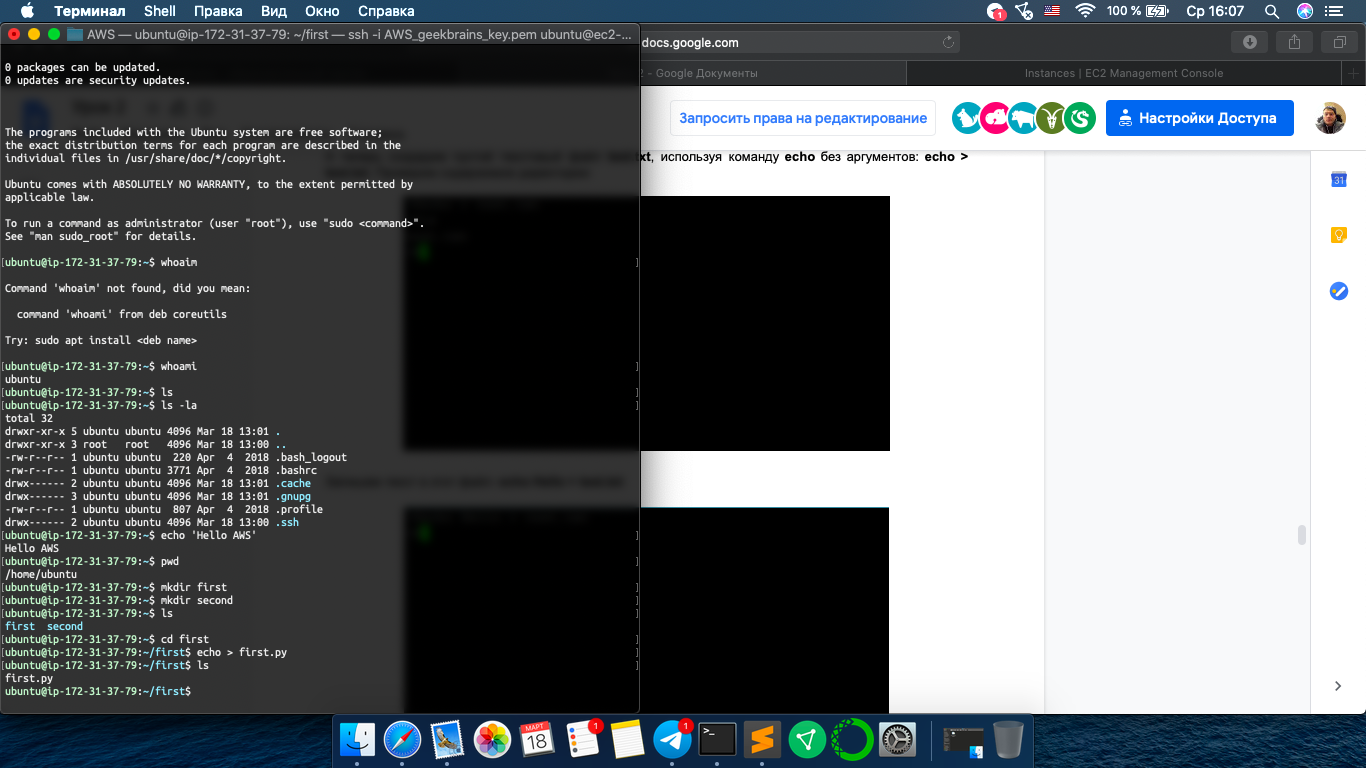 Терминал Shell Правка Вид Окно Справка 1 100 % Ср 16:07
AWS — ubuntu@ip-172-31-37-79: ~/first — ssh -i AWS_geekbrains_key.pem ubuntu@ec2-...
docs.google.com
2 - Google Документы
Instances | EC2 Management Console
Запросить права на редактирование
Настройки Доступа
xt, используя команду echo без аргументов: echo >
31
0 packages can be updated.
0 updates are security updates.
The programs included with the Ubuntu system are free software;
the exact distribution terms for each program are described in the
individual files in /usr/share/doc/*/copyright.
Ubuntu comes with ABSOLUTELY NO WARRANTY, to the extent permitted by
applicable law.
To run a command as administrator (user "root"), use "sudo <command>".
See "man sudo_root" for details.
[ubuntu@ip-172-31-37-79:~$ whoaim ]
Command 'whoaim' not found, did you mean:
command 'whoami' from deb coreutils
Try: sudo apt install <deb name>
[ubuntu@ip-172-31-37-79:~$ whoami ]
ubuntu
[ubuntu@ip-172-31-37-79:~$ ls ]
[ubuntu@ip-172-31-37-79:~$ ls -la ]
total 32
drwxr-xr-x 5 ubuntu ubuntu 4096 Mar 18 13:01 .
drwxr-xr-x 3 root root 4096 Mar 18 13:00 ..
-rw-r--r-- 1 ubuntu ubuntu 220 Apr 4 2018 .bash_logout
-rw-r--r-- 1 ubuntu ubuntu 3771 Apr 4 2018 .bashrc
drwx------ 2 ubuntu ubuntu 4096 Mar 18 13:01 .cache
drwx------ 3 ubuntu ubuntu 4096 Mar 18 13:01 .gnupg
-rw-r--r-- 1 ubuntu ubuntu 807 Apr 4 2018 .profile
drwx------ 2 ubuntu ubuntu 4096 Mar 18 13:00 .ssh
[ubuntu@ip-172-31-37-79:~$ echo 'Hello AWS' ]
Hello AWS
[ubuntu@ip-172-31-37-79:~$ pwd ]
/home/ubuntu
[ubuntu@ip-172-31-37-79:~$ mkdir first ]
[ubuntu@ip-172-31-37-79:~$ mkdir second ]
[ubuntu@ip-172-31-37-79:~$ ls ]
first second
[ubuntu@ip-172-31-37-79:~$ cd first ]
[ubuntu@ip-172-31-37-79:~/first$ echo > first.py ]
[ubuntu@ip-172-31-37-79:~/first$ ls ]
first.py
ubuntu@ip-172-31-37-79:~/first$
МАРТ
18
1
1
>_